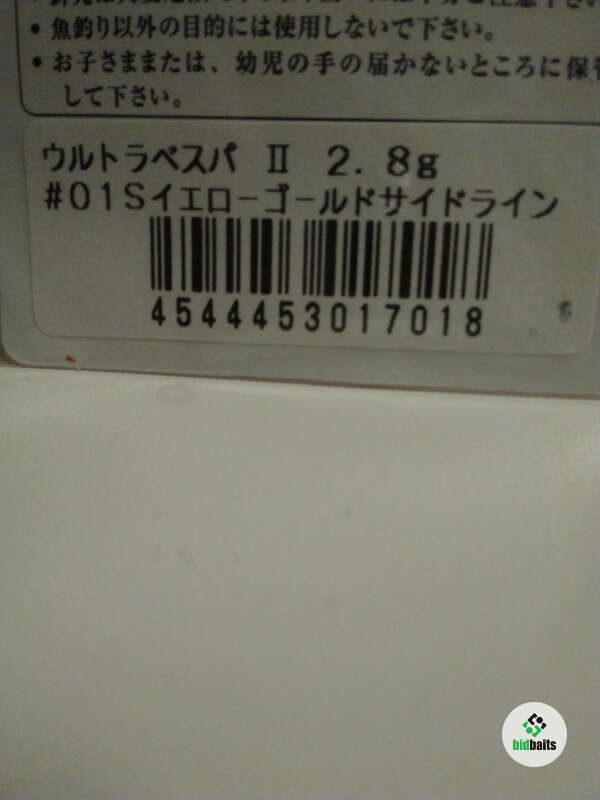 • 魚釣り以外の目的には使用しないで下さい。
• お子さままたは、幼児の手の届かないところに保管
して下さい。
ウルトラベスパ Ⅱ 2.8g
#01Sイエローゴールドサイドライン
4544453017018
bidbaits